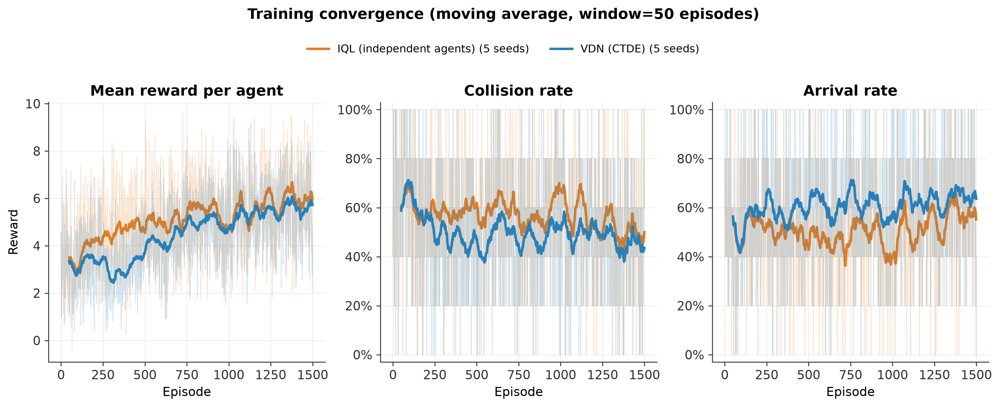 Training convergence (moving average, window=50 episodes)
IQL (independent agents) (5 seeds)
VDN (CTDE) (5 seeds)
Mean reward per agent
Reward
10
8
6
4
2
0
0 250 500 750 1000 1250 1500
Episode
Collision rate
100%
80%
60%
40%
20%
0%
0 250 500 750 1000 1250 1500
Episode
Arrival rate
100%
80%
60%
40%
20%
0%
0 250 500 750 1000 1250 1500
Episode